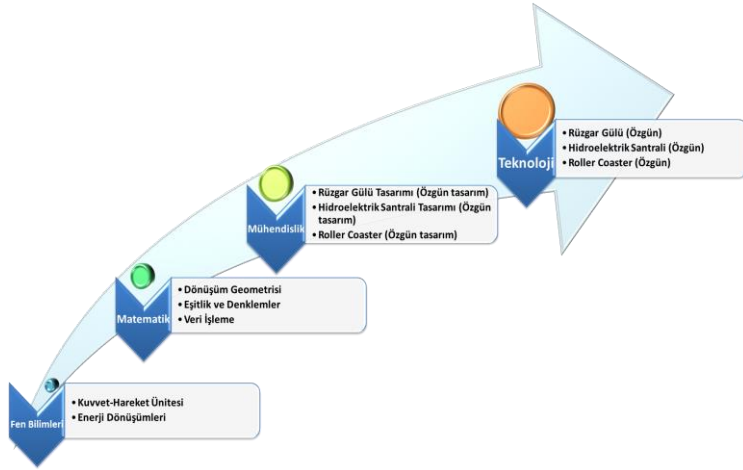 Teknoloji
• Rüzgar Gülü (Özgün)
• Hidroelektrik Santrali (Özgün)
• Roller Coaster (Özgün)
Mühendislik
• Rüzgar Gülü Tasarımı (Özgün tasarım)
• Hidroelektrik Santrali Tasarımı (Özgün
tasarım)
• Roller Coaster (Özgün tasarım)
Matematik
• Dönüşüm Geometrisi
• Eşitlik ve Denklemler
• Veri İşleme
Fen Bilimleri
• Kuvvet-Hareket Ünitesi
• Enerji Dönüşümleri